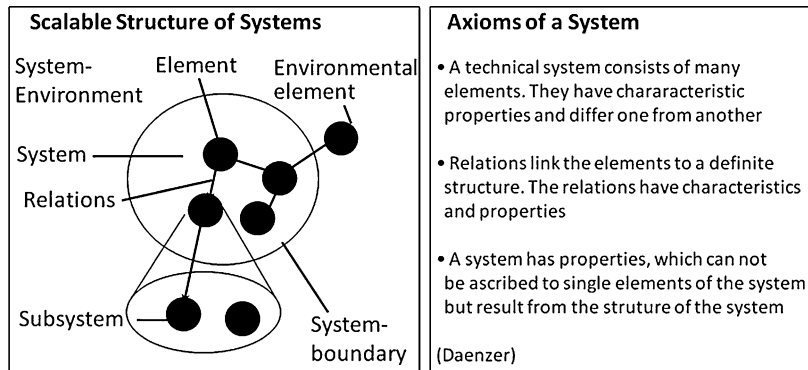 Scalable Structure of Systems
System-
Environment
Element
Environmental
element
System
Relations
Subsystem
System-
boundary
Axioms of a System
• A technical system consists of many
elements. They have chararacteristic
properties and differ one from another
• Relations link the elements to a definite
structure. The relations have characteristics
and properties
• A system has properties, which can not
be ascribed to single elements of the system
but result from the struture of the system
(Daenzer)